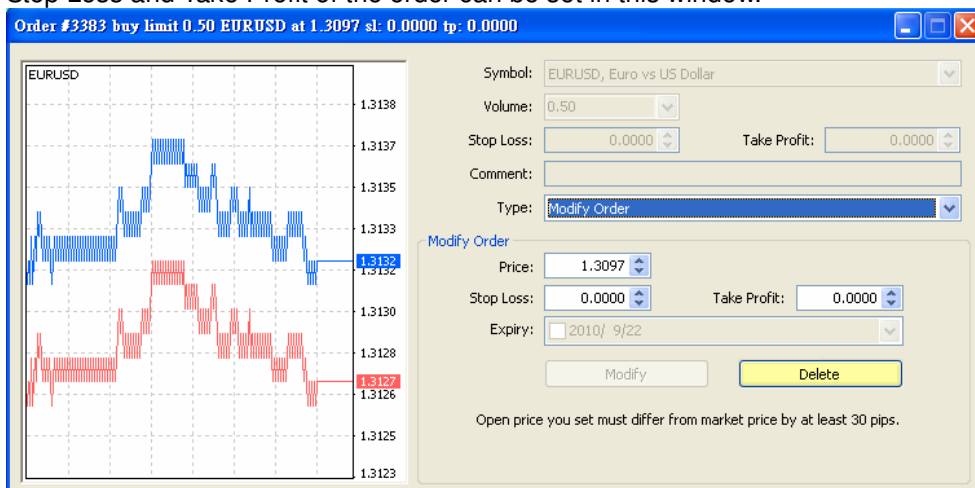 Stop Loss and Take Profit of the order can be set in this window.
Order #3383 buy limit 0.50 EURUSD at 1.3097 sl: 0.0000 tp: 0.0000
EURUSD
1.3138
1.3137
1.3135
1.3133
1.3132
1.3132
1.3130
1.3128
1.3127
1.3126
1.3125
1.3123
Symbol: EURUSD, Euro vs US Dollar
Volume: 0.50
Stop Loss: 0.0000 Take Profit: 0.0000
Comment:
Type: Modify Order
Modify Order
Price: 1.3097
Stop Loss: 0.0000 Take Profit: 0.0000
Expiry: 2010/ 9/22
Modify Delete
Open price you set must differ from market price by at least 30 pips.